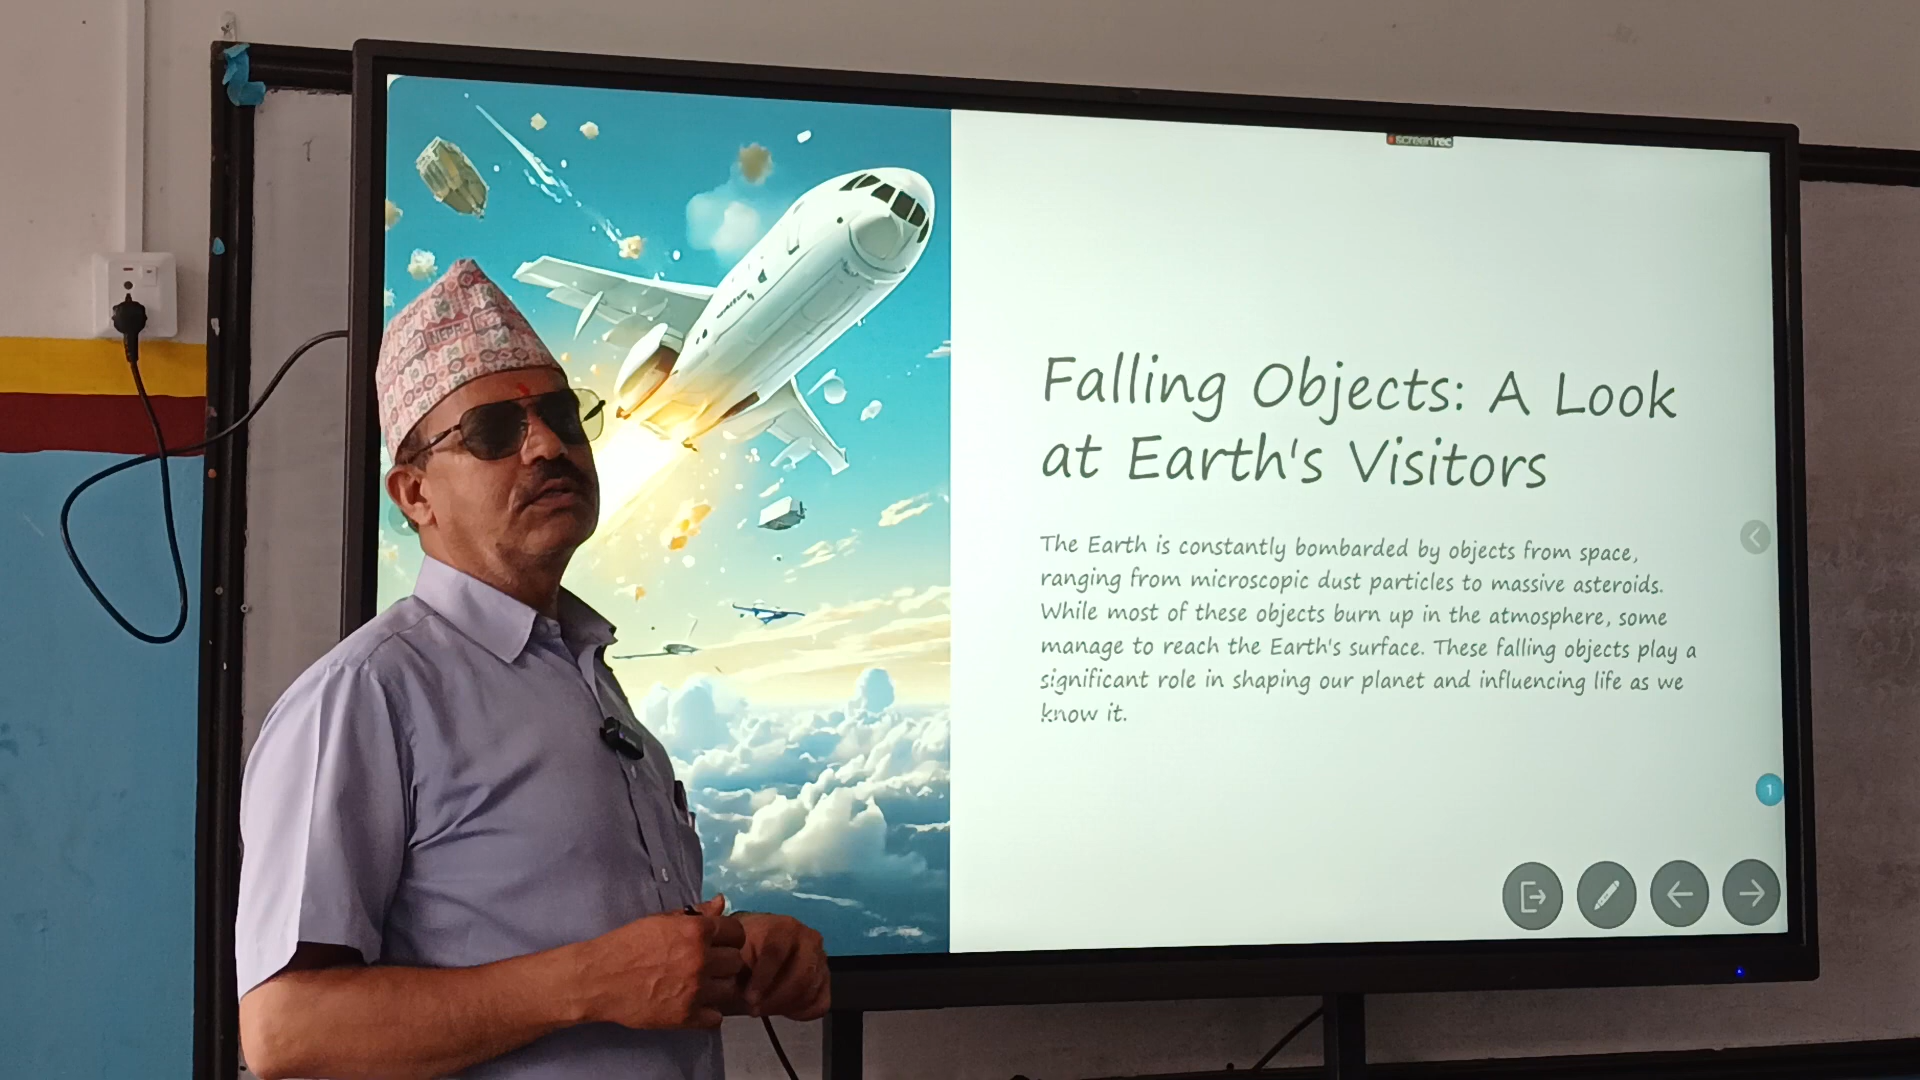 screenrec
Falling Objects: A Look
at Earth's Visitors
The Earth is constantly bombarded by objects from space,
ranging from microscopic dust particles to massive asteroids.
While most of these objects burn up in the atmosphere, some
manage to reach the Earth's surface. These falling objects play a
significant role in shaping our planet and influencing life as we
know it.
1
NEPAL